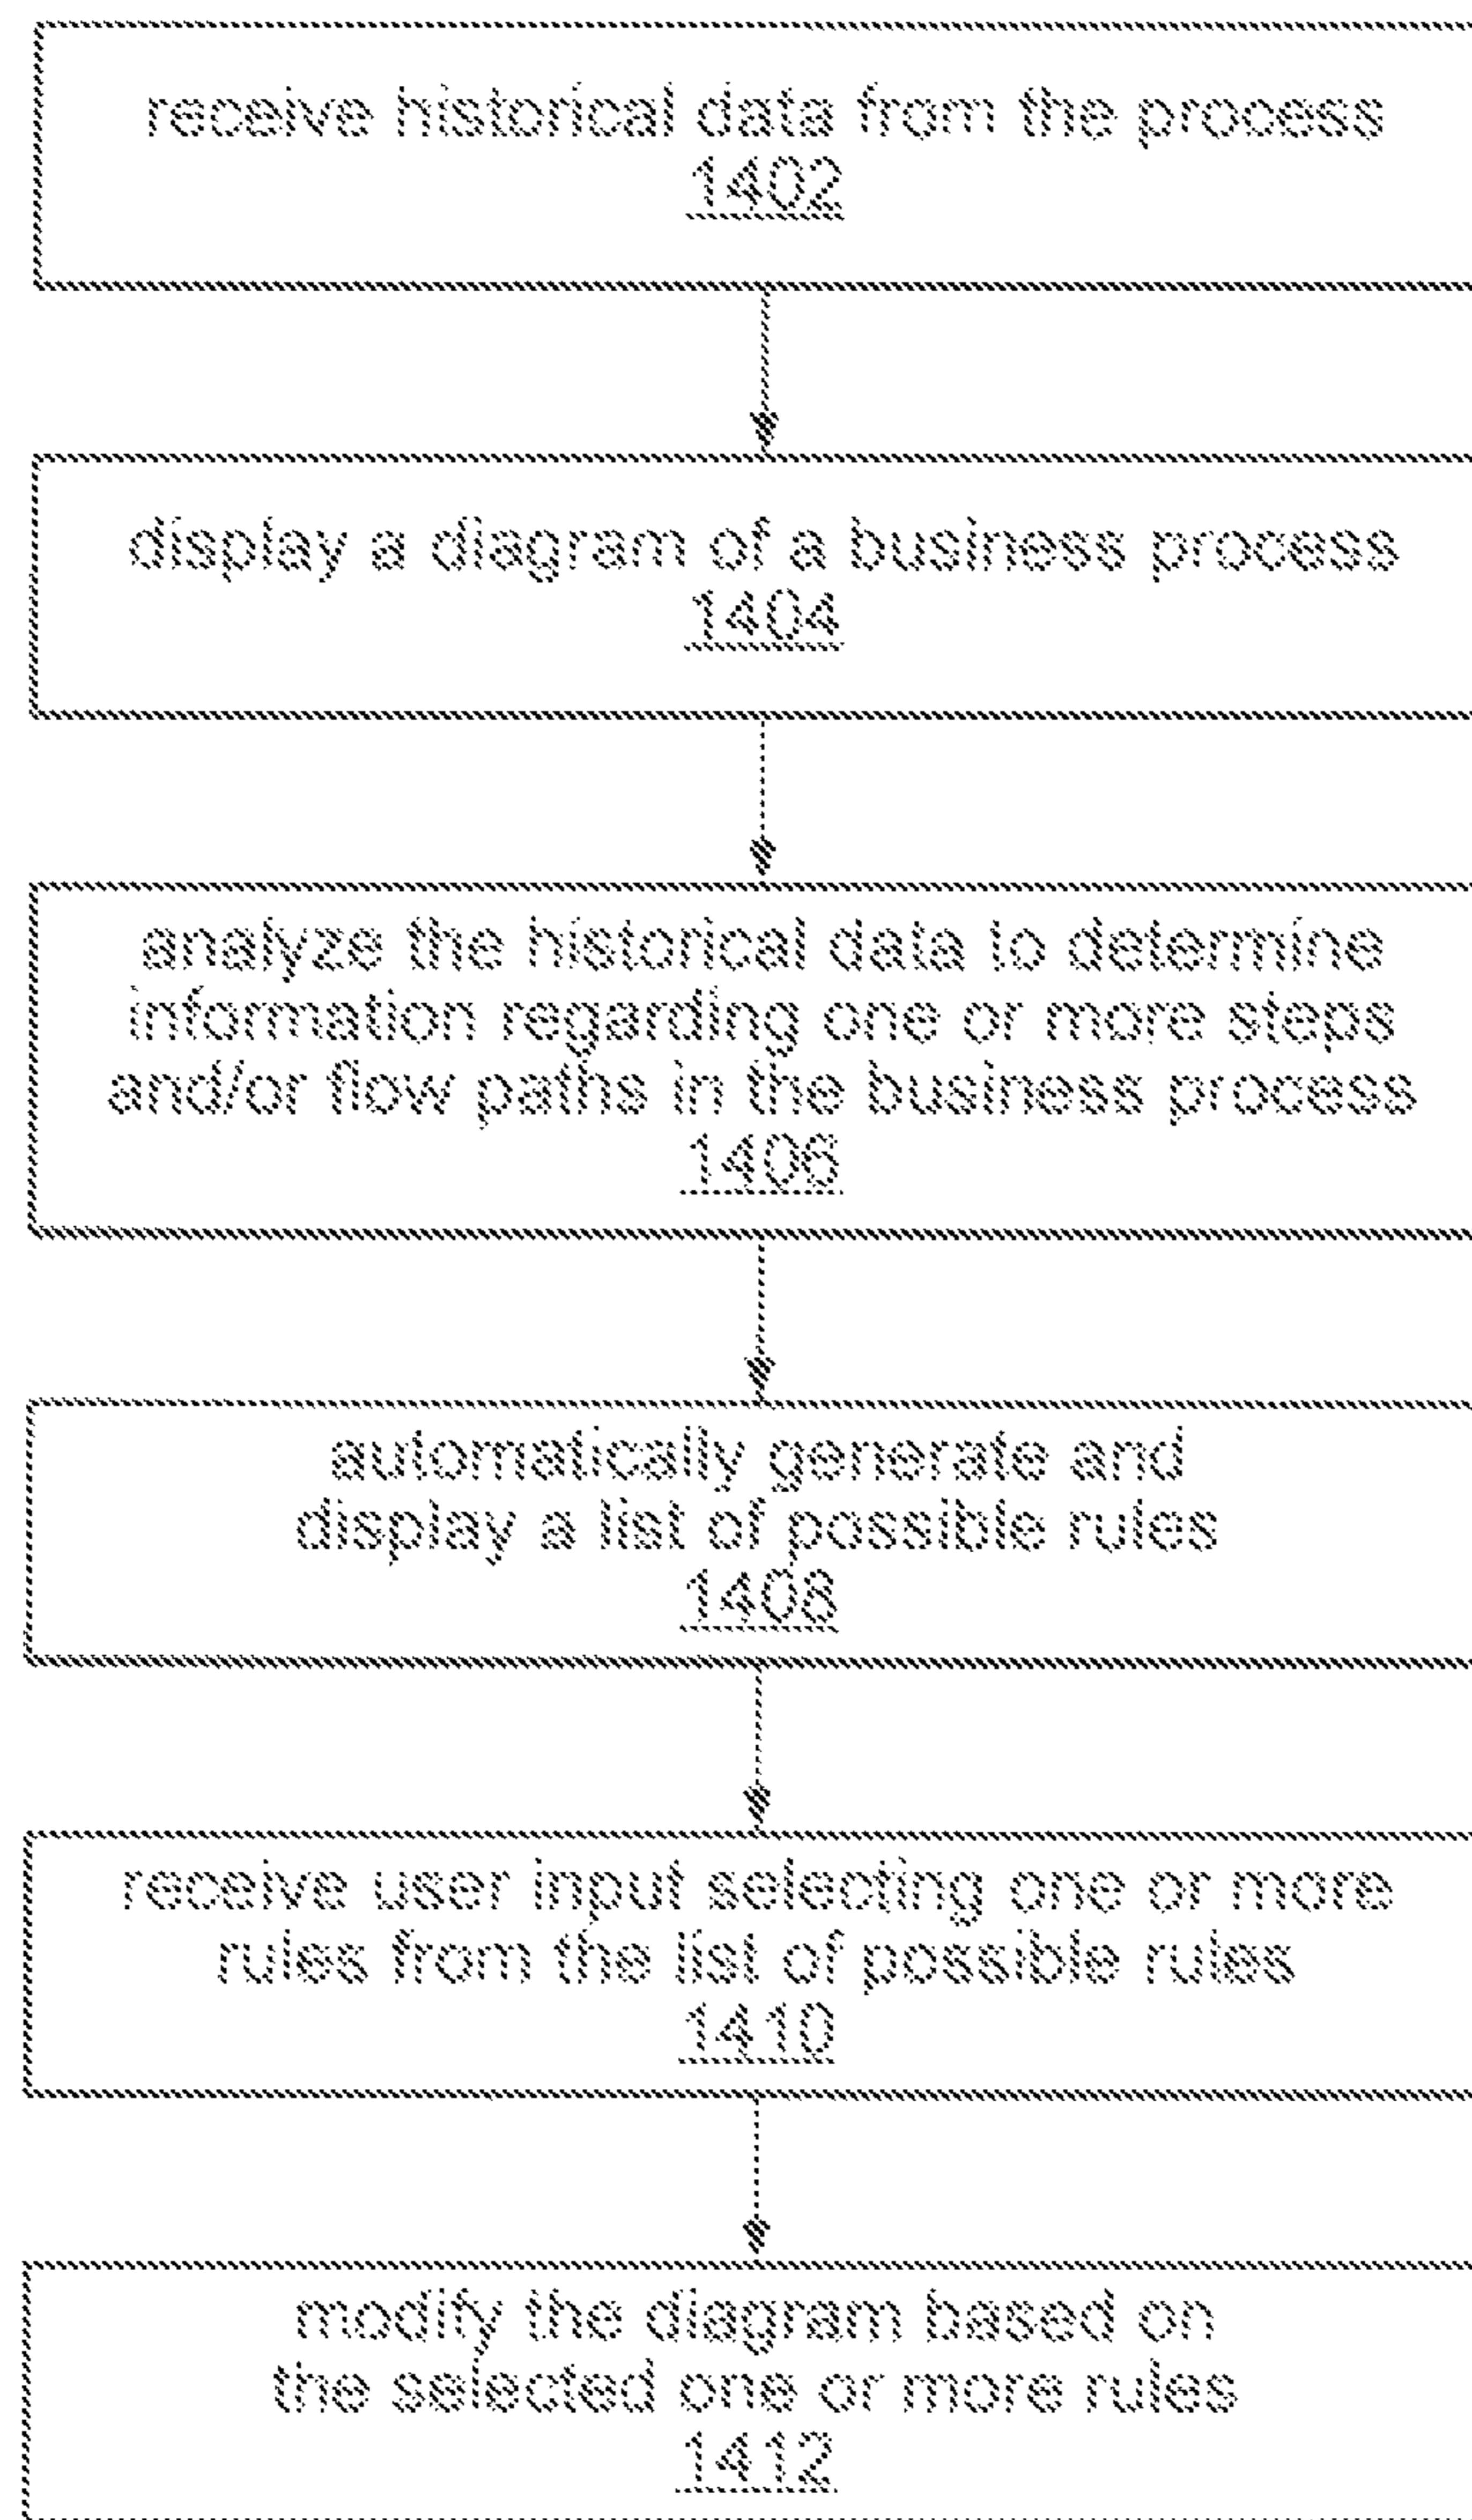 receive historical data from the process
1402
display a diagram of a business process
1404
analyze the historical data to determine
information regarding one or more steps
and/or flow paths in the business process
1406
automatically generate and
display a list of possible rules
1408
receive user input selecting one or more
rules from the list of possible rules
1410
modify the diagram based on
the selected one or more rules
1412